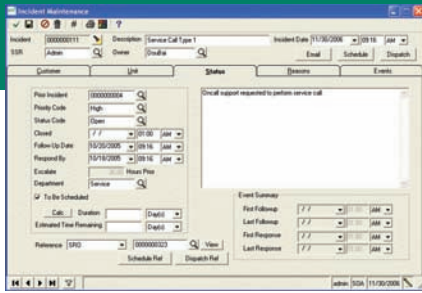 Incident Maintenance
Incident 0000000111 Description Service Call Type 1 Incident Date 11/30/2006 09:16 AM
SSR Admin Owner Douthai Email Schedule Dispatch
Customer Unit Status Reasons Events
Prior Incident 0000000004
Priority Code High
Status Code Open
Closed / / 01:00 AM
Follow-Up Date 10/20/2005 09:16 AM
Respond By 10/19/2005 09:16 AM
Escalate Hours Prior
Department Service
To Be Scheduled
Calc Duration Day(s)
Estimated Time Remaining Day(s)
Reference SRO 0000000323 View
Schedule Ref Dispatch Ref
Oncall support requested to perform service call
Event Summary
First Followup / / AM
Last Followup / / AM
First Response / / AM
Last Response / / AM
admin SOA 11/30/2006